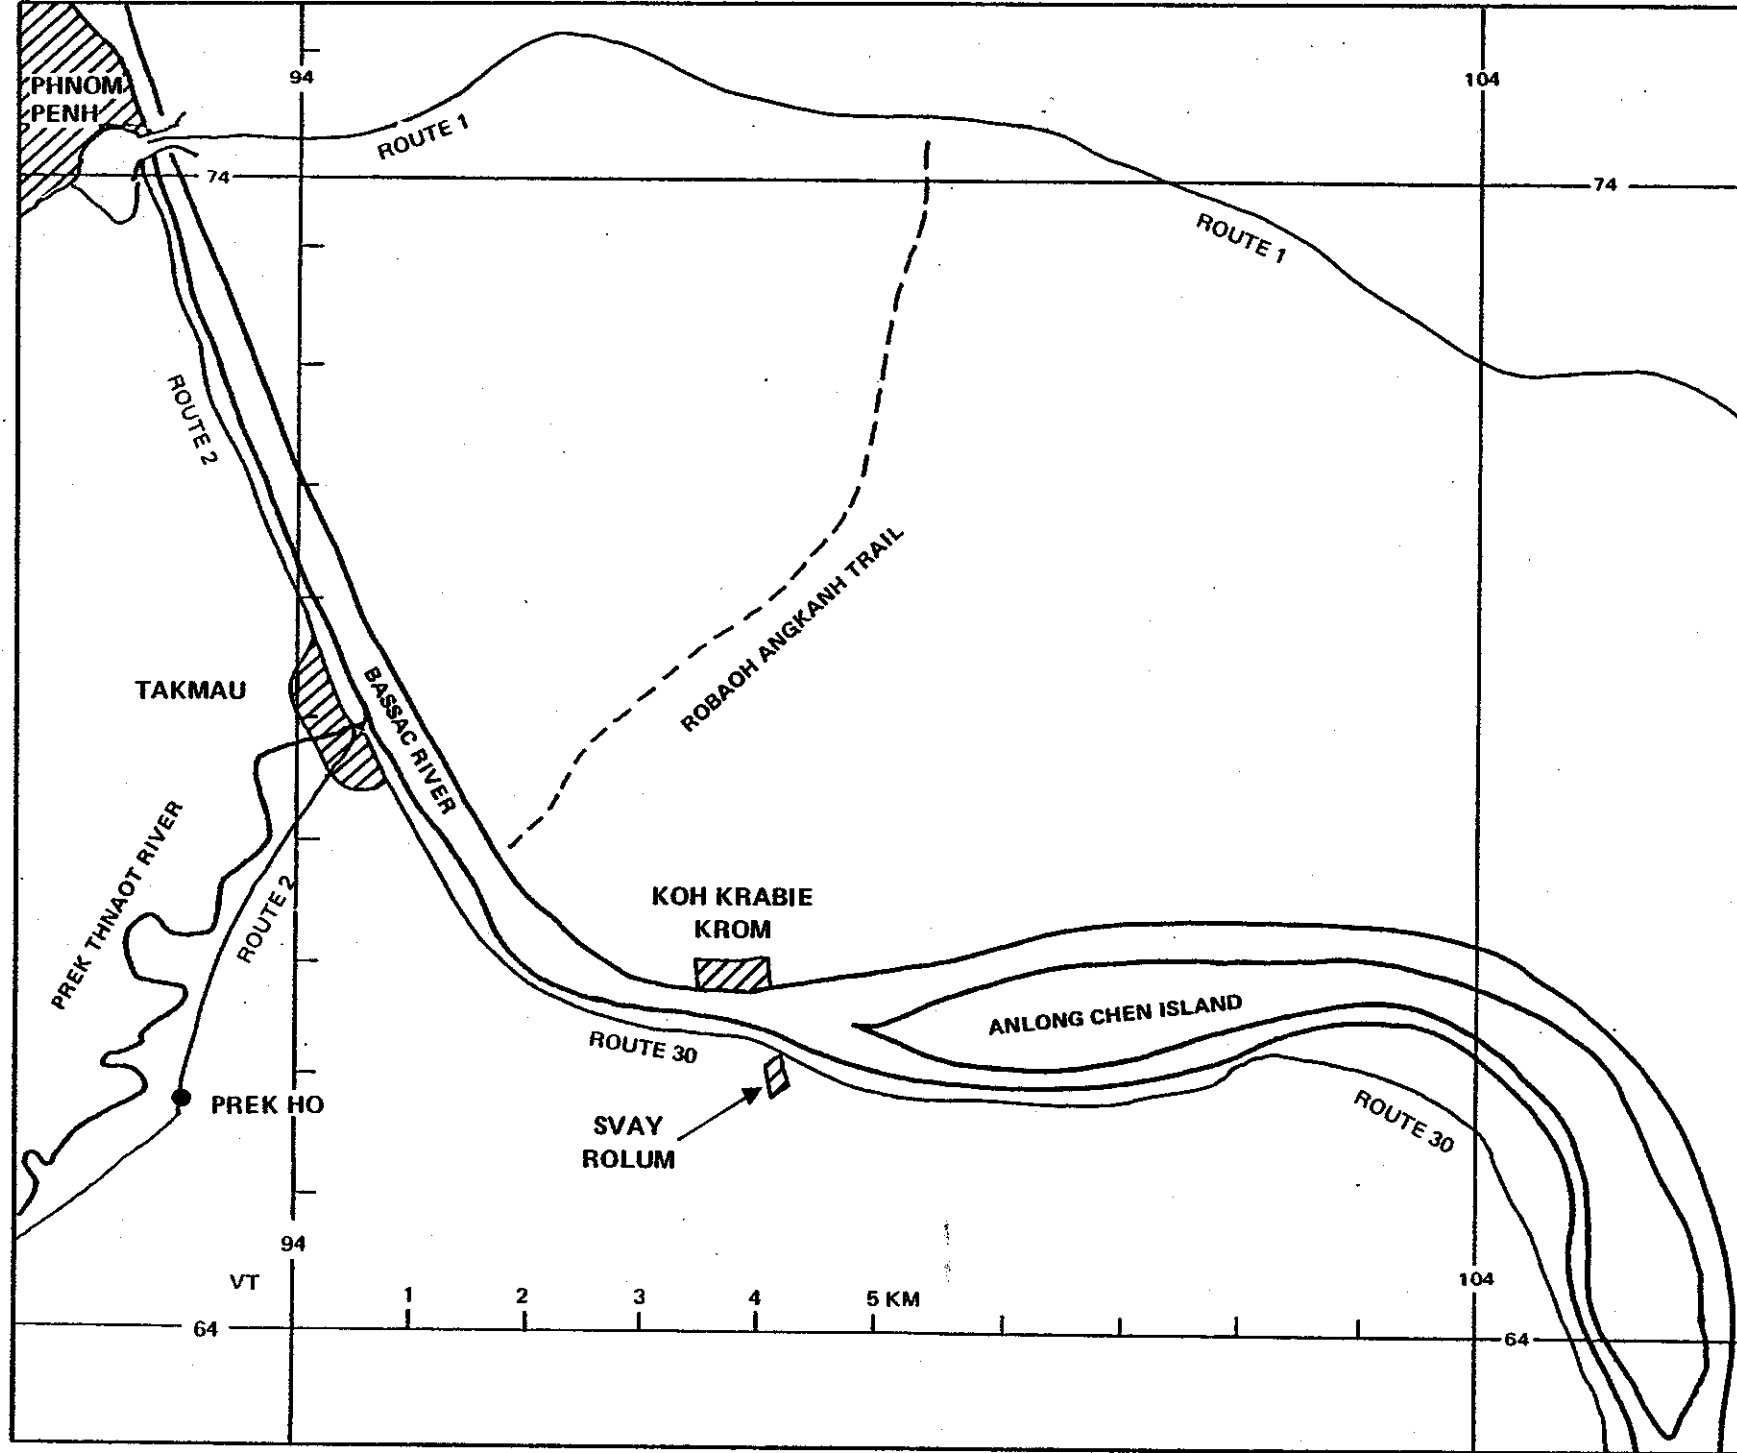 94
104
PHNOM
PENH
ROUTE 1
74
74
ROUTE 1
ROUTE 2
ROBAOH ANGKANH TRAIL
TAKMAU
BASSAC RIVER
PREK THNAOT RIVER
ROUTE 2
KOH KRABIE
KROM
ANLONG CHEN ISLAND
ROUTE 30
PREK HO
SVAY
ROLUM
ROUTE 30
94
VT
104
1
2
3
4
5 KM
64
64